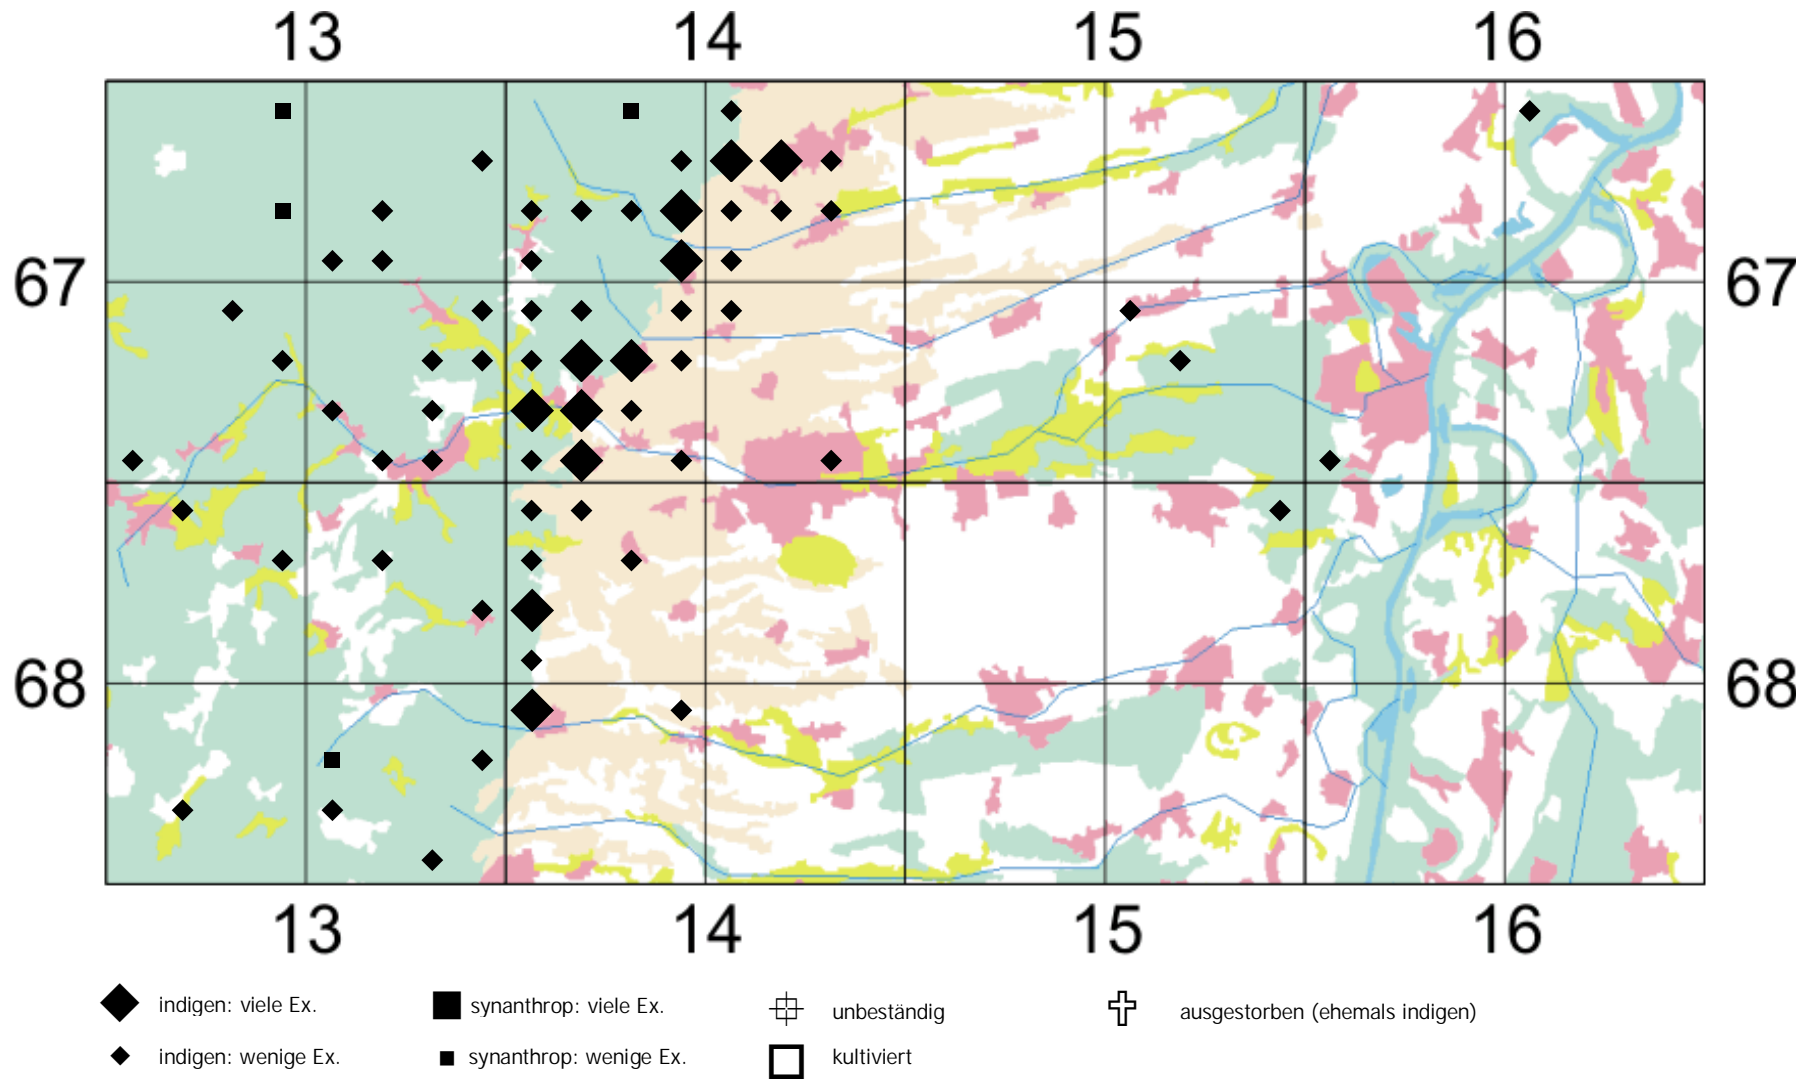 13 14 15 16
67 67
68 68
13 14 15 16
indigen: viele Ex. synanthrop: viele Ex. unbeständig ausgestorben (ehemals indigen)
indigen: wenige Ex. synanthrop: wenige Ex. kultiviert